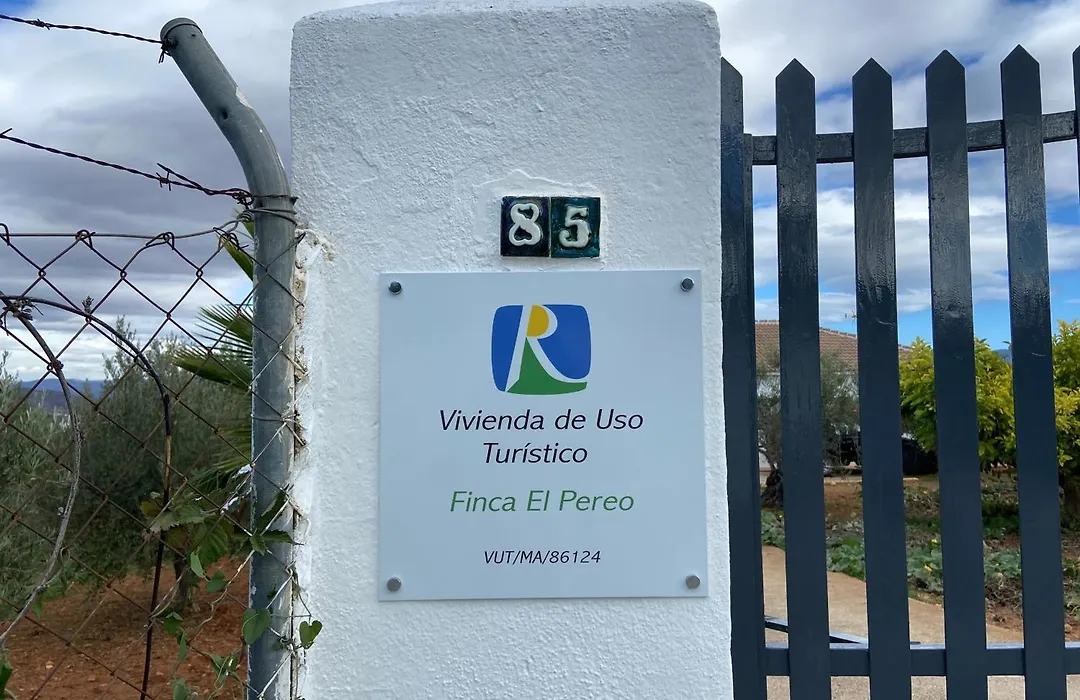 85
R
Vivienda de Uso
Turístico
Finca El Pereo
VUT/MA/86124